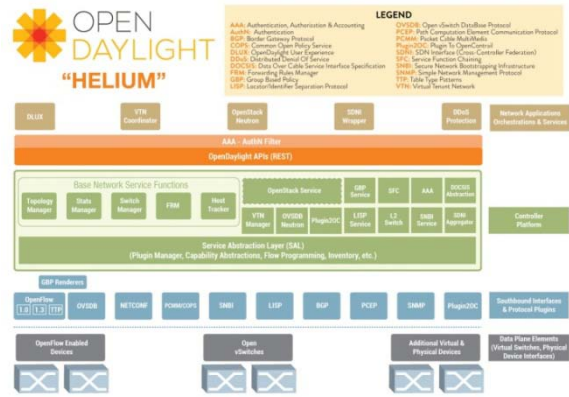 OPEN
DAYLIGHT
"HELIUM"
LEGEND
AAA: Authentication, Authorization & Accounting
AuthN: Authentication
BGP: Border Gateway Protocol
COPS: Common Open Policy Service
DLUX: OpenDaylight User Experience
DDoS: Distributed Denial Of Service
DOCSIS: Data Over Cable Service Interface Specification
FRM: Forwarding Rules Manager
GBP: Group Based Policy
LISP: Locator/Identifier Separation Protocol
OVSDB: Open vSwitch DataBase Protocol
PCEP: Path Computation Element Communication Protocol
PCMM: Packet Cable MultiMedia
Plugin2OC: Plugin To OpenContrail
SDNi: SDN Interface (Cross-Controller Federation)
SFC: Service Function Chaining
SNBI: Secure Network Bootstrapping Infrastructure
SNMP: Simple Network Management Protocol
TTP: Table Type Patterns
VTN: Virtual Tenant Network
DLUX
VTN
Coordinator
OpenStack
Neutron
SDNI
Wrapper
DDoS
Protection
Network Applications
Orchestrations & Services
AAA - AuthN Filter
OpenDaylight APIs (REST)
Base Network Service Functions
Topology
Manager
Stats
Manager
Switch
Manager
FRM
Host
Tracker
OpenStack Service
GBP
Service
SFC
AAA
DOCSIS
Abstraction
VTN
Manager
OVSDB
Neutron
Plugin2OC
LISP
Service
L2
Switch
SNBI
Service
SDNI
Aggregator
Controller
Platform
Service Abstraction Layer (SAL)
(Plugin Manager, Capability Abstractions, Flow Programming, Inventory, etc.)
GBP Renderers
OpenFlow
1.0 1.3 TTP
OVSDB
NETCONF
PCMM/COPS
SNBI
LISP
BGP
PCEP
SNMP
Plugin2OC
Southbound Interfaces
& Protocol Plugins
OpenFlow Enabled
Devices
Open
vSwitches
Additional Virtual &
Physical Devices
Data Plane Elements
(Virtual Switches, Physical
Device Interfaces)